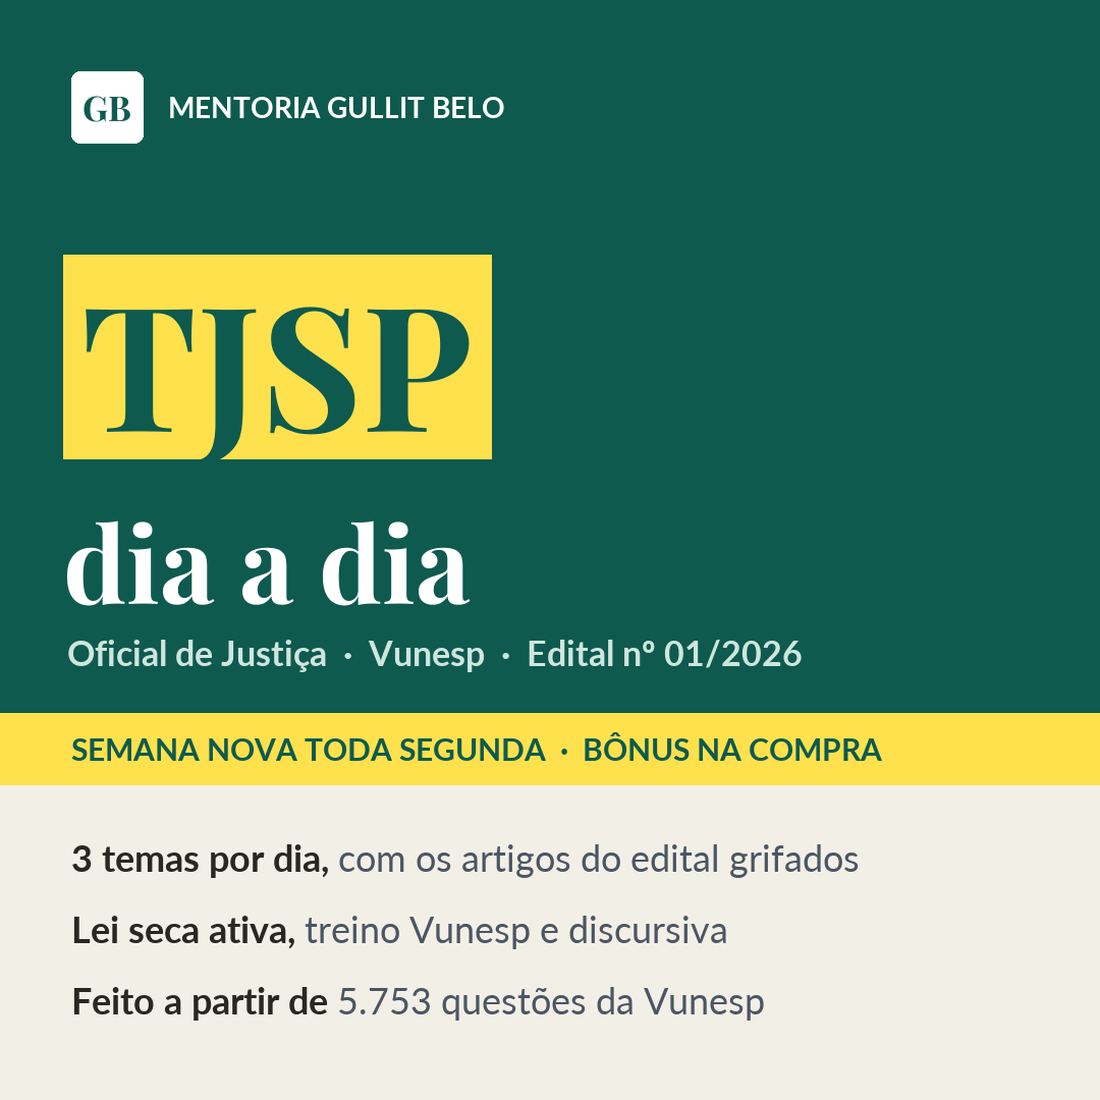 GB MENTORIA GULLIT BELO
TJSP
dia a dia
Oficial de Justiça · Vunesp · Edital nº 01/2026
SEMANA NOVA TODA SEGUNDA · BÔNUS NA COMPRA
3 temas por dia, com os artigos do edital grifados
Lei seca ativa, treino Vunesp e discursiva
Feito a partir de 5.753 questões da Vunesp